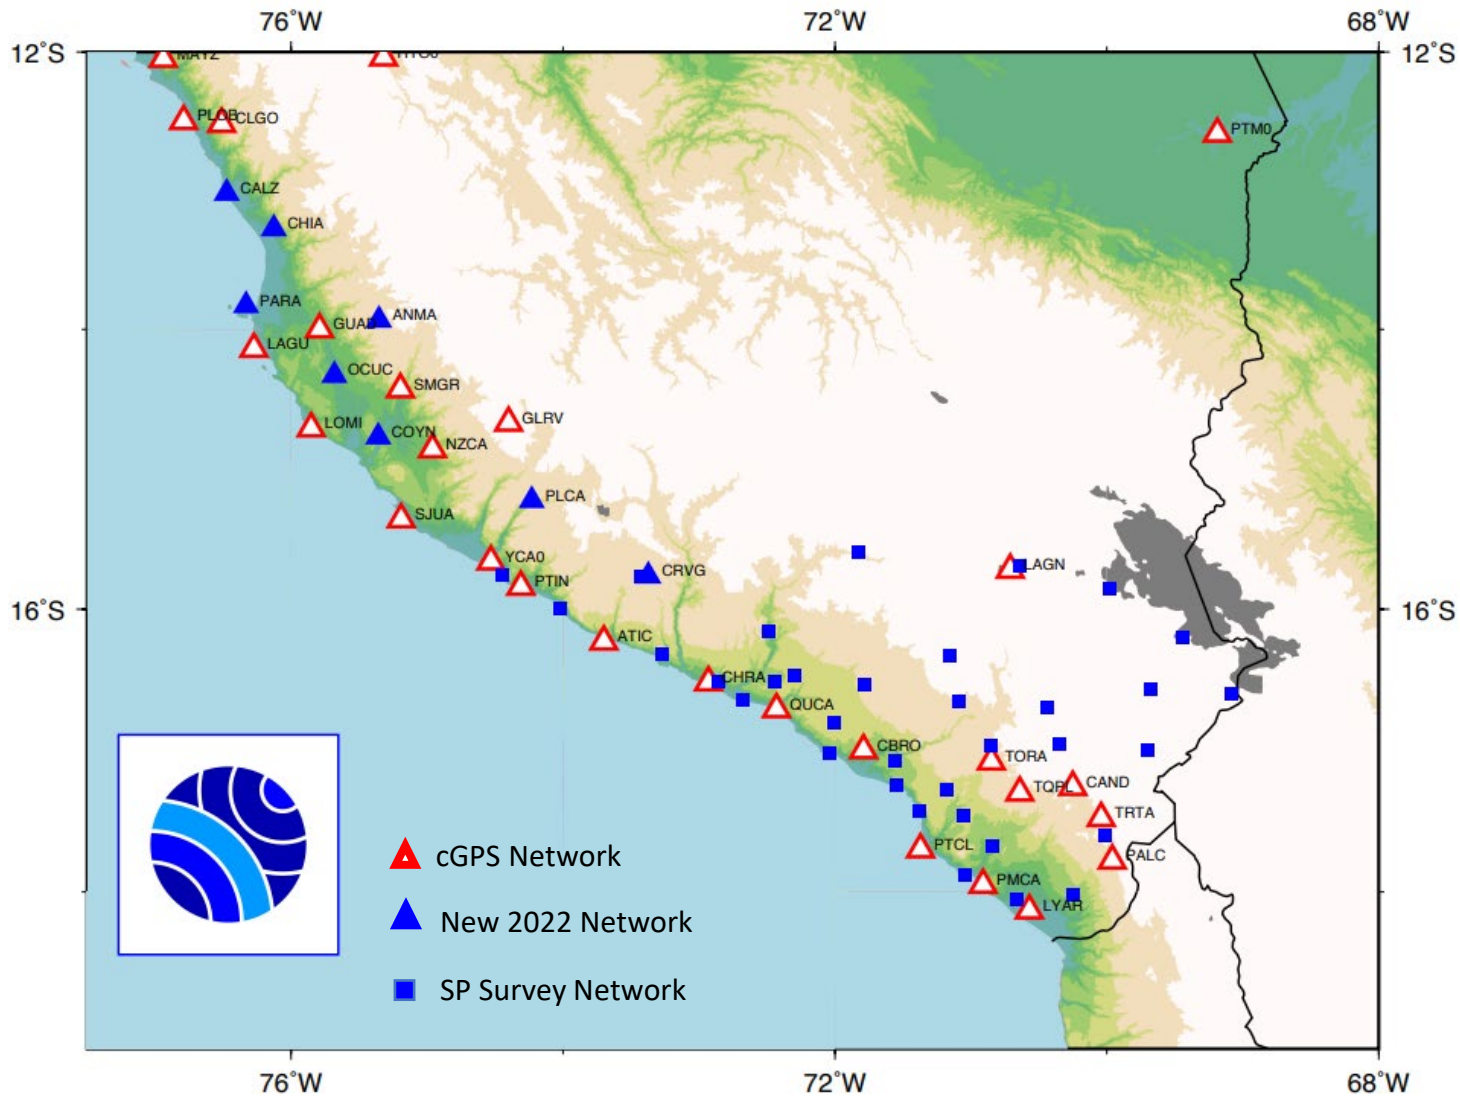 76°W 72°W 68°W
12°S 12°S
MAYZ
PLOB CLGO PTM0
CALZ
CHIA
PARA
ANMA
GUAD
LAGU
OCUC
SMGR
GLRV
LOMI
COYN
NZCA
PLCA
SJUA
YCA0
LAGN
CRVG
PTIN
16°S 16°S
ATIC
CHRA
QUCA
CBRO
TORA
TQPL CAND
TRTA
PTCL
PALC
cGPS Network
PMCA
LYAR
New 2022 Network
SP Survey Network
76°W 72°W 68°W